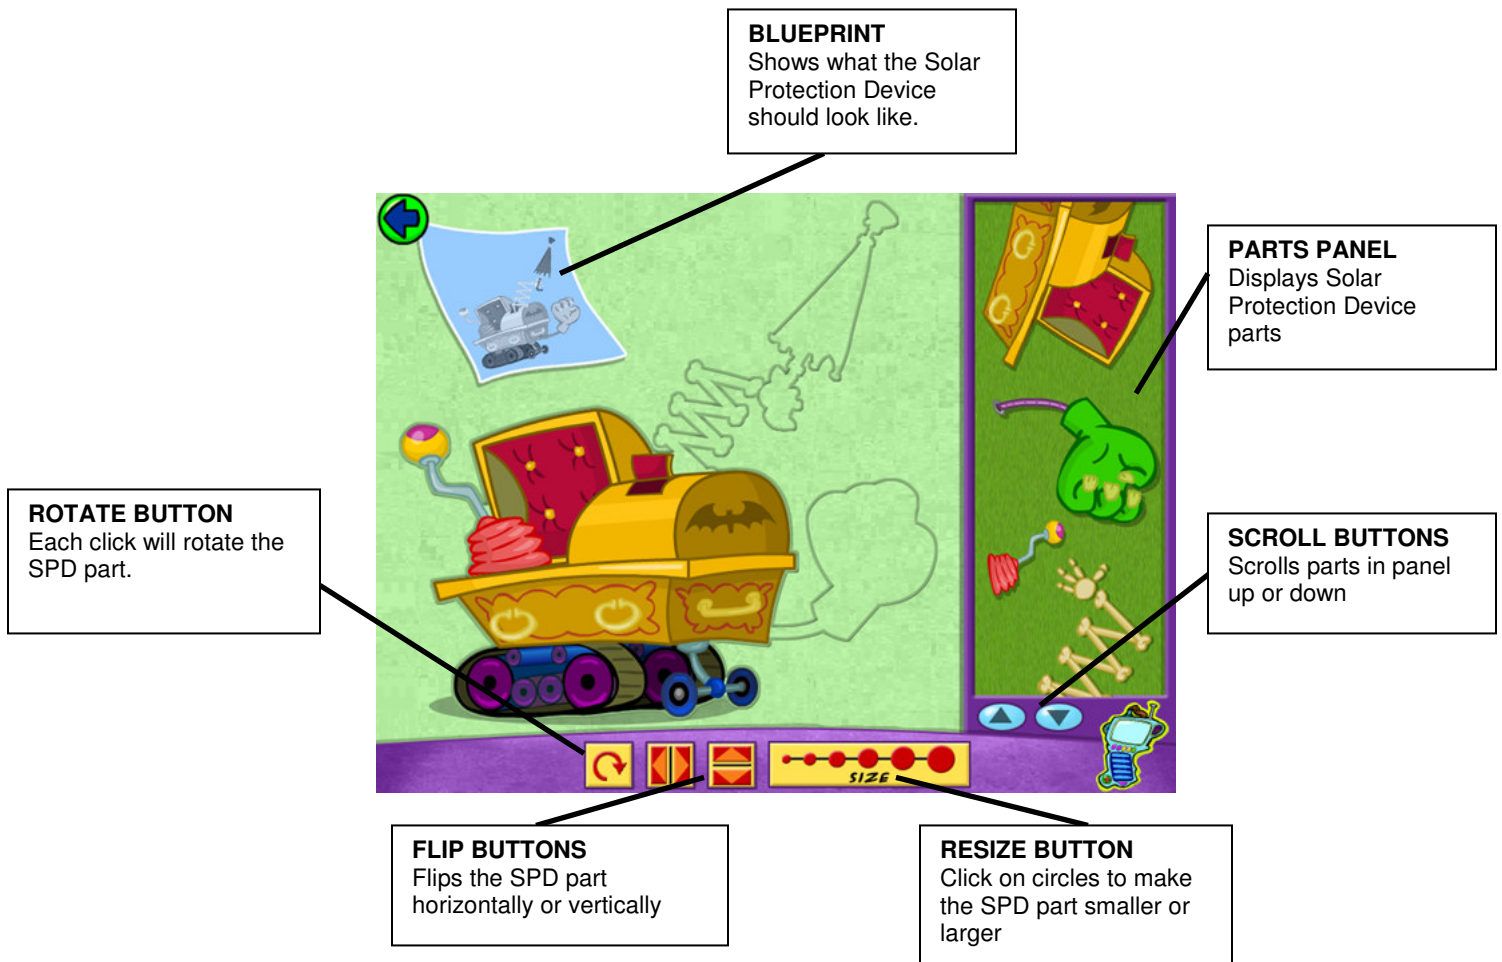 BLUEPRINT
Shows what the Solar
Protection Device
should look like.
PARTS PANEL
Displays Solar
Protection Device
parts
ROTATE BUTTON
Each click will rotate the
SPD part.
SCROLL BUTTONS
Scrolls parts in panel
up or down
SIZE
FLIP BUTTONS
Flips the SPD part
horizontally or vertically
RESIZE BUTTON
Click on circles to make
the SPD part smaller or
larger